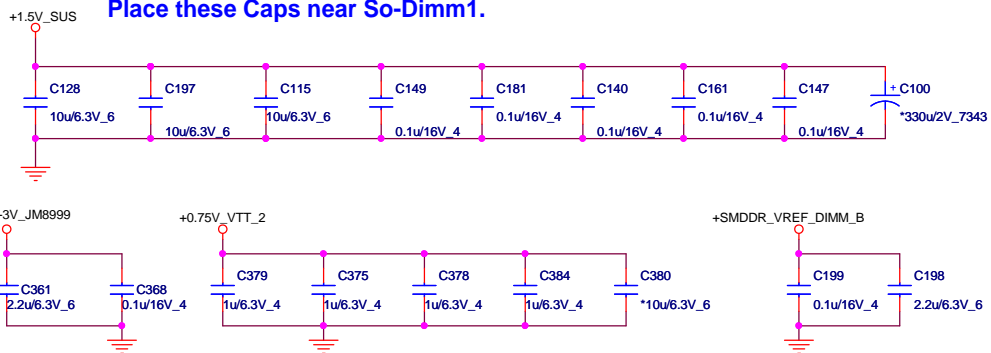 Place these Caps near So-Dimm1.
+1.5V_SUS
C128
10u/6.3V_6
C197
10u/6.3V_6
C115
10u/6.3V_6
C149
0.1u/16V_4
C181
0.1u/16V_4
C140
0.1u/16V_4
C161
0.1u/16V_4
C147
0.1u/16V_4
+
C100
*330u/2V_7343
+3V_JM8999
C361
2.2u/6.3V_6
C368
0.1u/16V_4
+0.75V_VTT_2
C379
1u/6.3V_4
C375
1u/6.3V_4
C378
1u/6.3V_4
C384
1u/6.3V_4
C380
*10u/6.3V_6
+SMDDR_VREF_DIMM_B
C199
0.1u/16V_4
C198
2.2u/6.3V_6